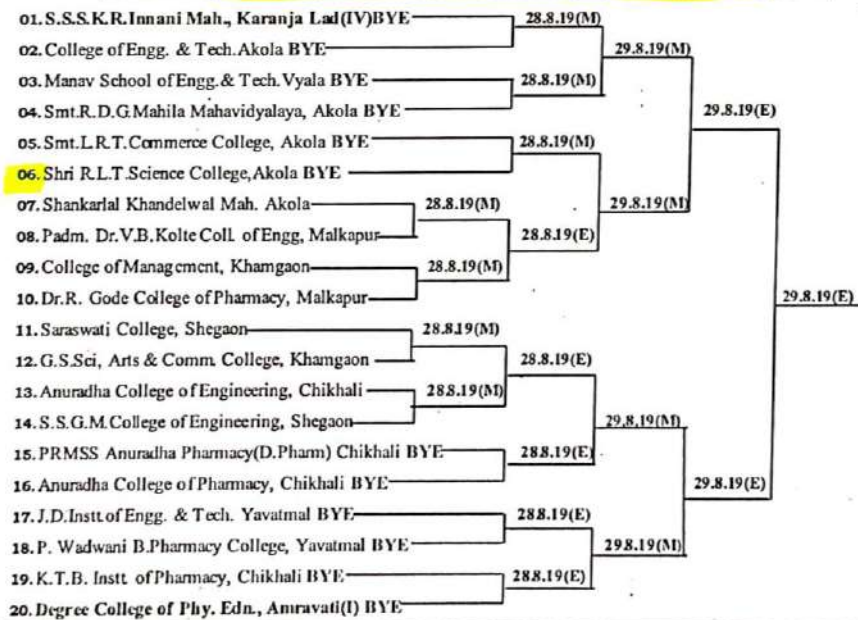 01. S.S.S.K.R.Innani Mah., Karanja Lad(IV)BYE 28.8.19(M)
02. College of Engg. & Tech. Akola BYE 29.8.19(M)
03. Manav School of Engg.& Tech. Vyala BYE 28.8.19(M)
04. Smt.R.D.G.Mahila Mahavidyalaya, Akola BYE 29.8.19(E)
05. Smt.L.R.T.Commerce College, Akola BYE 28.8.19(M)
06. Shri R.L.T.Science College,Akola BYE
07. Shankarlal Khandelwal Mah. Akola 28.8.19(M) 29.8.19(M)
08. Padm. Dr.V.B.Kolte Coll. of Engg, Malkapur 28.8.19(E)
09. College of Management, Khamgaon 28.8.19(M)
10. Dr.R. Gode College of Pharmacy, Malkapur 29.8.19(E)
11. Saraswati College, Shegaon 28.8.19(M)
12. G.S.Sci, Arts & Comm. College, Khamgaon 28.8.19(E)
13. Anuradha College of Engineering, Chikhali 28.8.19(M)
14. S.S.G.M.College of Engineering, Shegaon 29.8.19(M)
15. PRMSS Anuradha Pharmacy(D.Pharm) Chikhali BYE 28.8.19(E)
16. Anuradha College of Pharmacy, Chikhali BYE 29.8.19(E)
17. J.D.Instt.of Engg. & Tech. Yavatmal BYE 28.8.19(E)
18. P. Wadwani B.Pharmacy College, Yavatmal BYE 29.8.19(M)
19. K.T.B. Instt. of Pharmacy, Chikhali BYE 28.8.19(E)
20. Degree College of Phy. Edn., Amravati(I) BYE